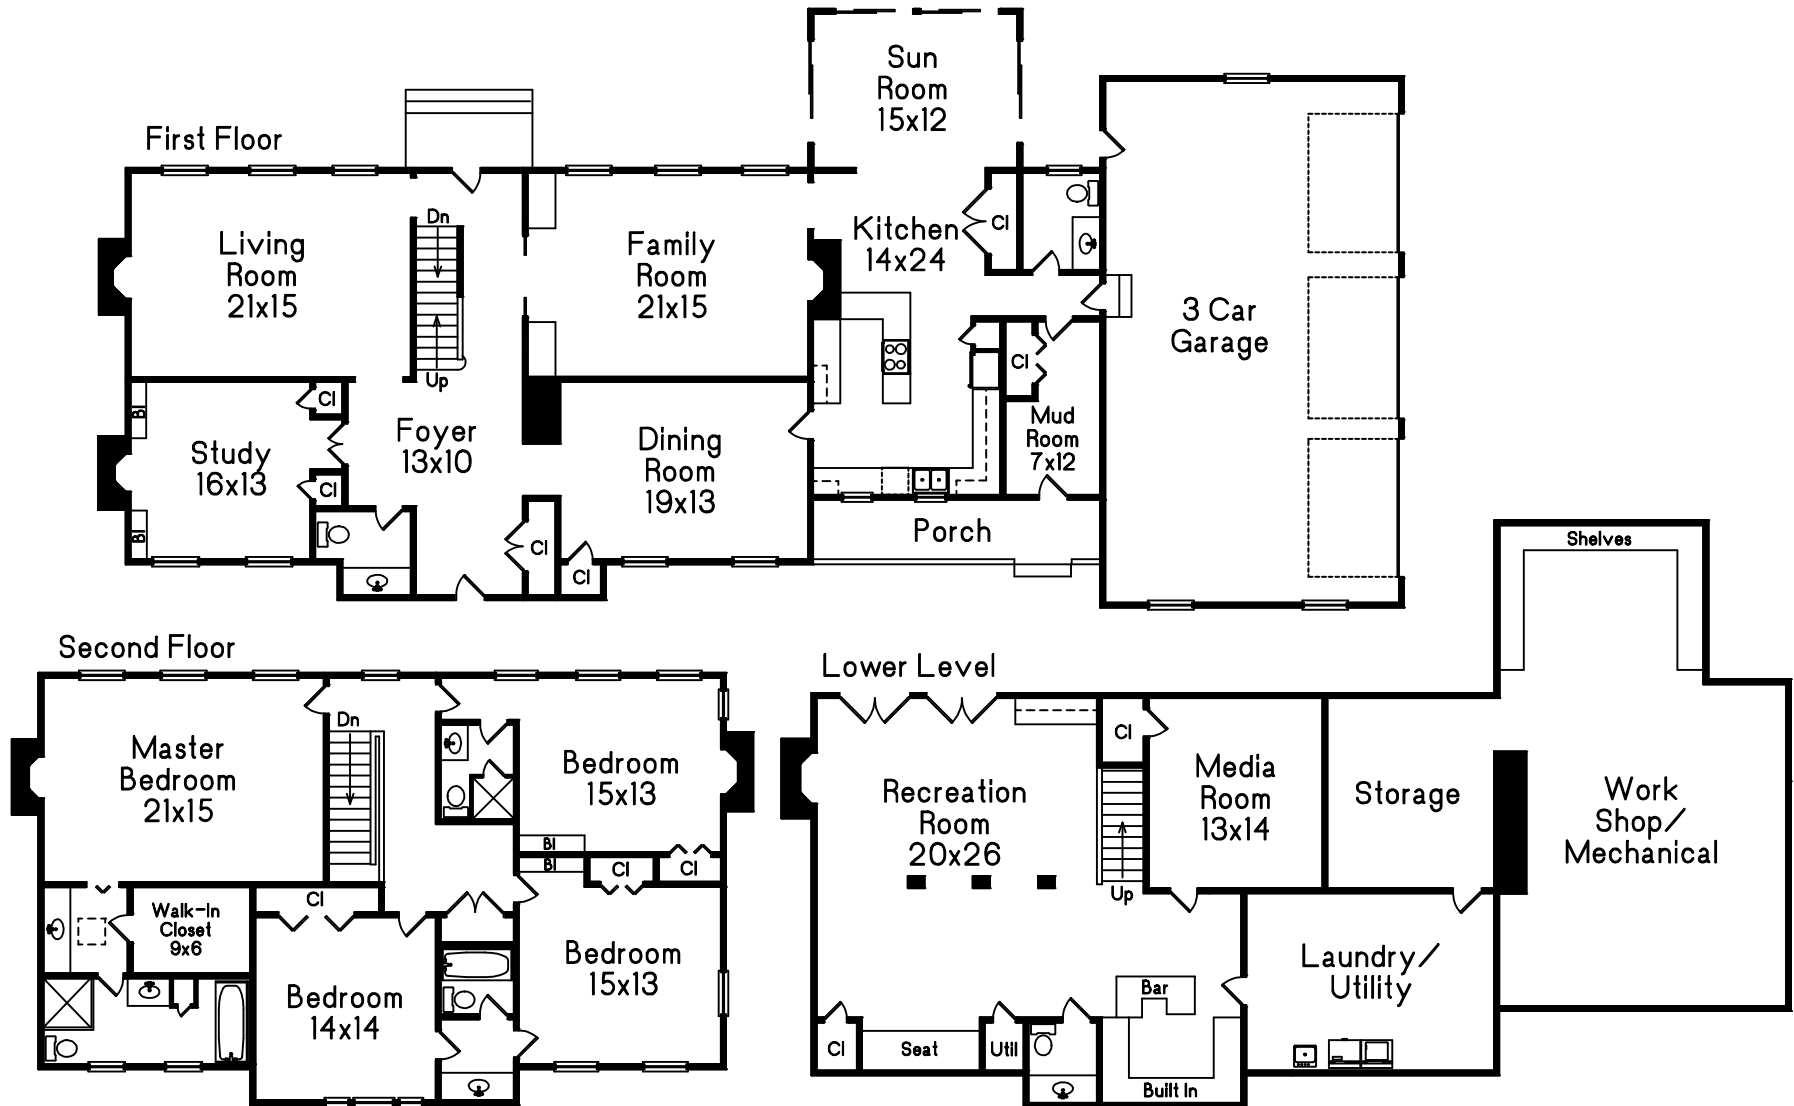 First Floor
Sun
Room
15x12
Living
Room
21x15
Dn
Up
Family
Room
21x15
Kitchen
14x24
Cl
3 Car
Garage
Study
16x13
BI
BI
Cl
Cl
Foyer
13x10
Dining
Room
19x13
Cl
Cl
Cl
Mud
Room
7x12
Porch
Second Floor
Master
Bedroom
21x15
Dn
Bedroom
15x13
BI
BI
Cl
Cl
Cl
Walk-In
Closet
9x6
Bedroom
14x14
Bedroom
15x13
Lower Level
Recreation
Room
20x26
Cl
Up
Media
Room
13x14
Storage
Shelves
Work
Shop/
Mechanical
Laundry/
Utility
Bar
Built In
Cl
Seat
Util